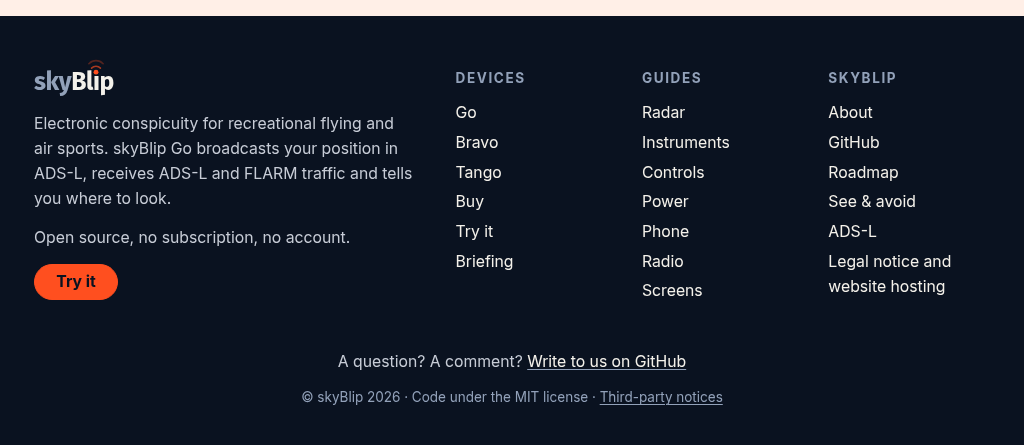 skyBlip
Electronic conspicuity for recreational flying and
air sports. skyBlip Go broadcasts your position in
ADS-L, receives ADS-L and FLARM traffic and tells
you where to look.
Open source, no subscription, no account.
Try it
DEVICES
Go
Bravo
Tango
Buy
Try it
Briefing
GUIDES
Radar
Instruments
Controls
Power
Phone
Radio
Screens
SKYBLIP
About
GitHub
Roadmap
See & avoid
ADS-L
Legal notice and
website hosting
A question? A comment? Write to us on GitHub
© skyBlip 2026 · Code under the MIT license · Third-party notices